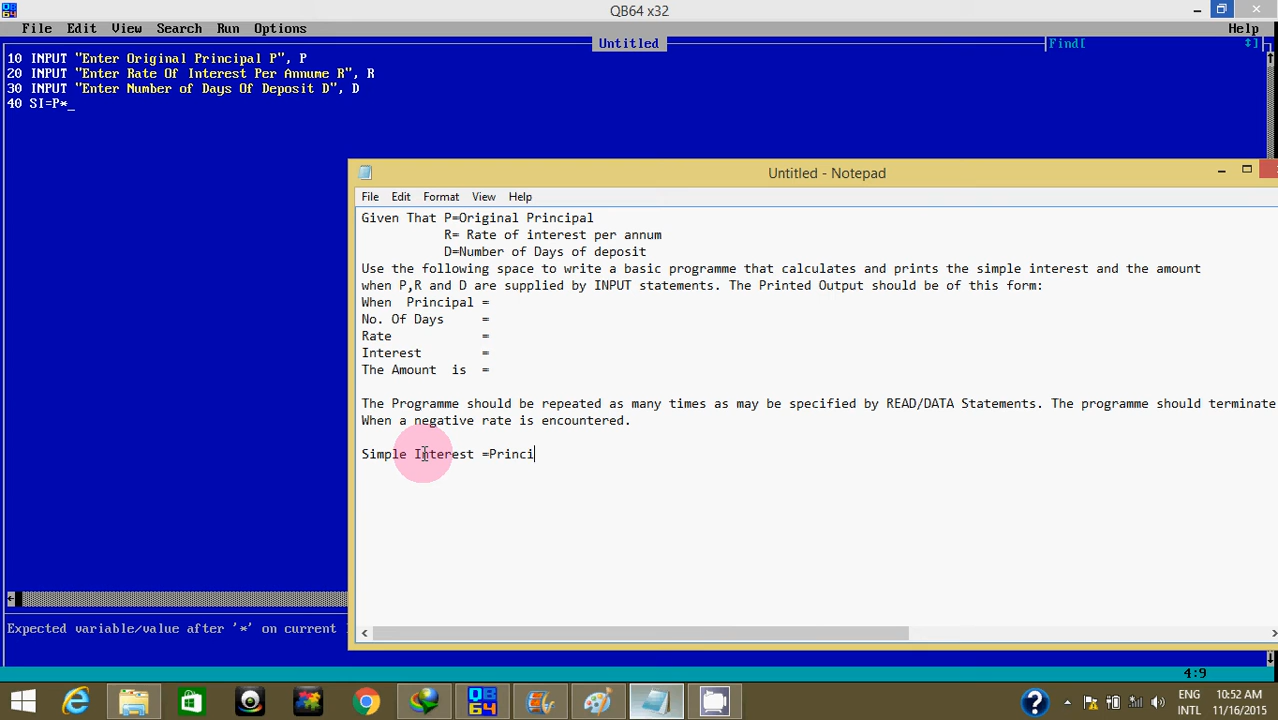 QB64 x32
File Edit View Search Run Options Help
Untitled
Find[
10 INPUT "Enter Original Principal P", P
20 INPUT "Enter Rate Of Interest Per Annume R", R
30 INPUT "Enter Number of Days Of Deposit D", D
40 SI=P*_
Untitled - Notepad
File Edit Format View Help
Given That P=Original Principal
R= Rate of interest per annum
D=Number of Days of deposit
Use the following space to write a basic programme that calculates and prints the simple interest and the amount
when P,R and D are supplied by INPUT statements. The Printed Output should be of this form:
When Principal =
No. Of Days =
Rate =
Interest =
The Amount is =
The Programme should be repeated as many times as may be specified by READ/DATA Statements. The programme should terminate
When a negative rate is encountered.
Simple Interest =Princi
Expected variable/value after '*' on current
4:9
QB
64
ENG
INTL
10:52 AM
11/16/2015